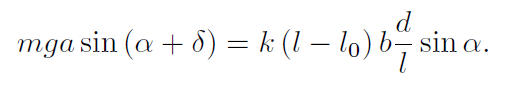 mga sin (α + δ) = k (l − l₀) b d/l sin α.